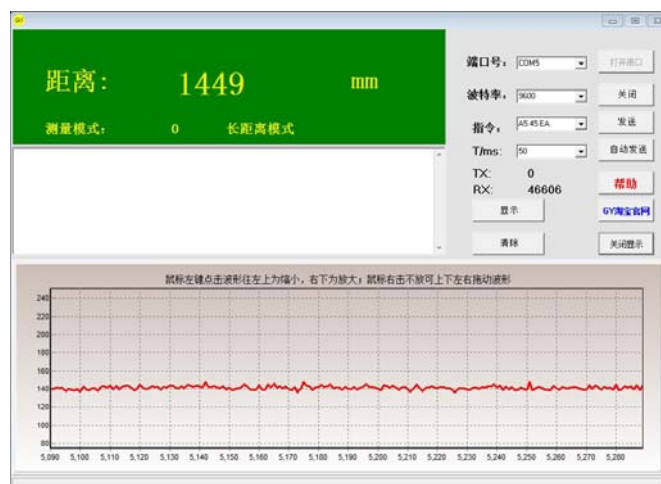 GY
距离: 1449 mm
测量模式: 0 长距离模式
端口号: COM5 打开串口
波特率: 9600 关闭
指令: A5 45 EA 发送
T/ms: 50 自动发送
TX: 0
RX: 46606
帮助
显示 GY淘宝官网
清除 关闭显示
鼠标左键点击波形往左上为缩小，右下为放大；鼠标右击不放可上下左右拖动波形
240
220
200
180
160
140
120
100
80
5,090 5,100 5,110 5,120 5,130 5,140 5,150 5,160 5,170 5,180 5,190 5,200 5,210 5,220 5,230 5,240 5,250 5,260 5,270 5,280